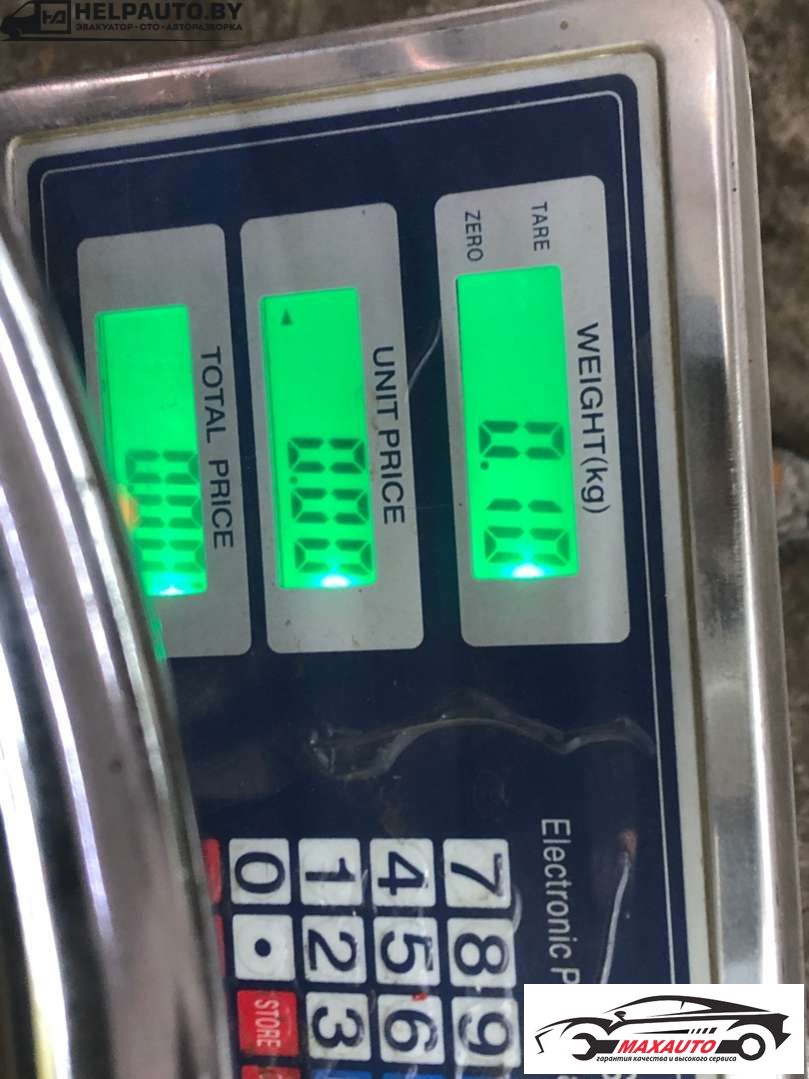 HELPAUTO.BY
ЭВАКУАТОР-СТО-АВТОРАЗБОРКА
TARE
ZERO
WEIGHT(kg)
0.10
UNIT PRICE
0.00
TOTAL PRICE
Electronic P
7 8 9
4 5 6
1 2 3
0 . STORE
MAXAUTO
гарантия качества и высокого сервиса